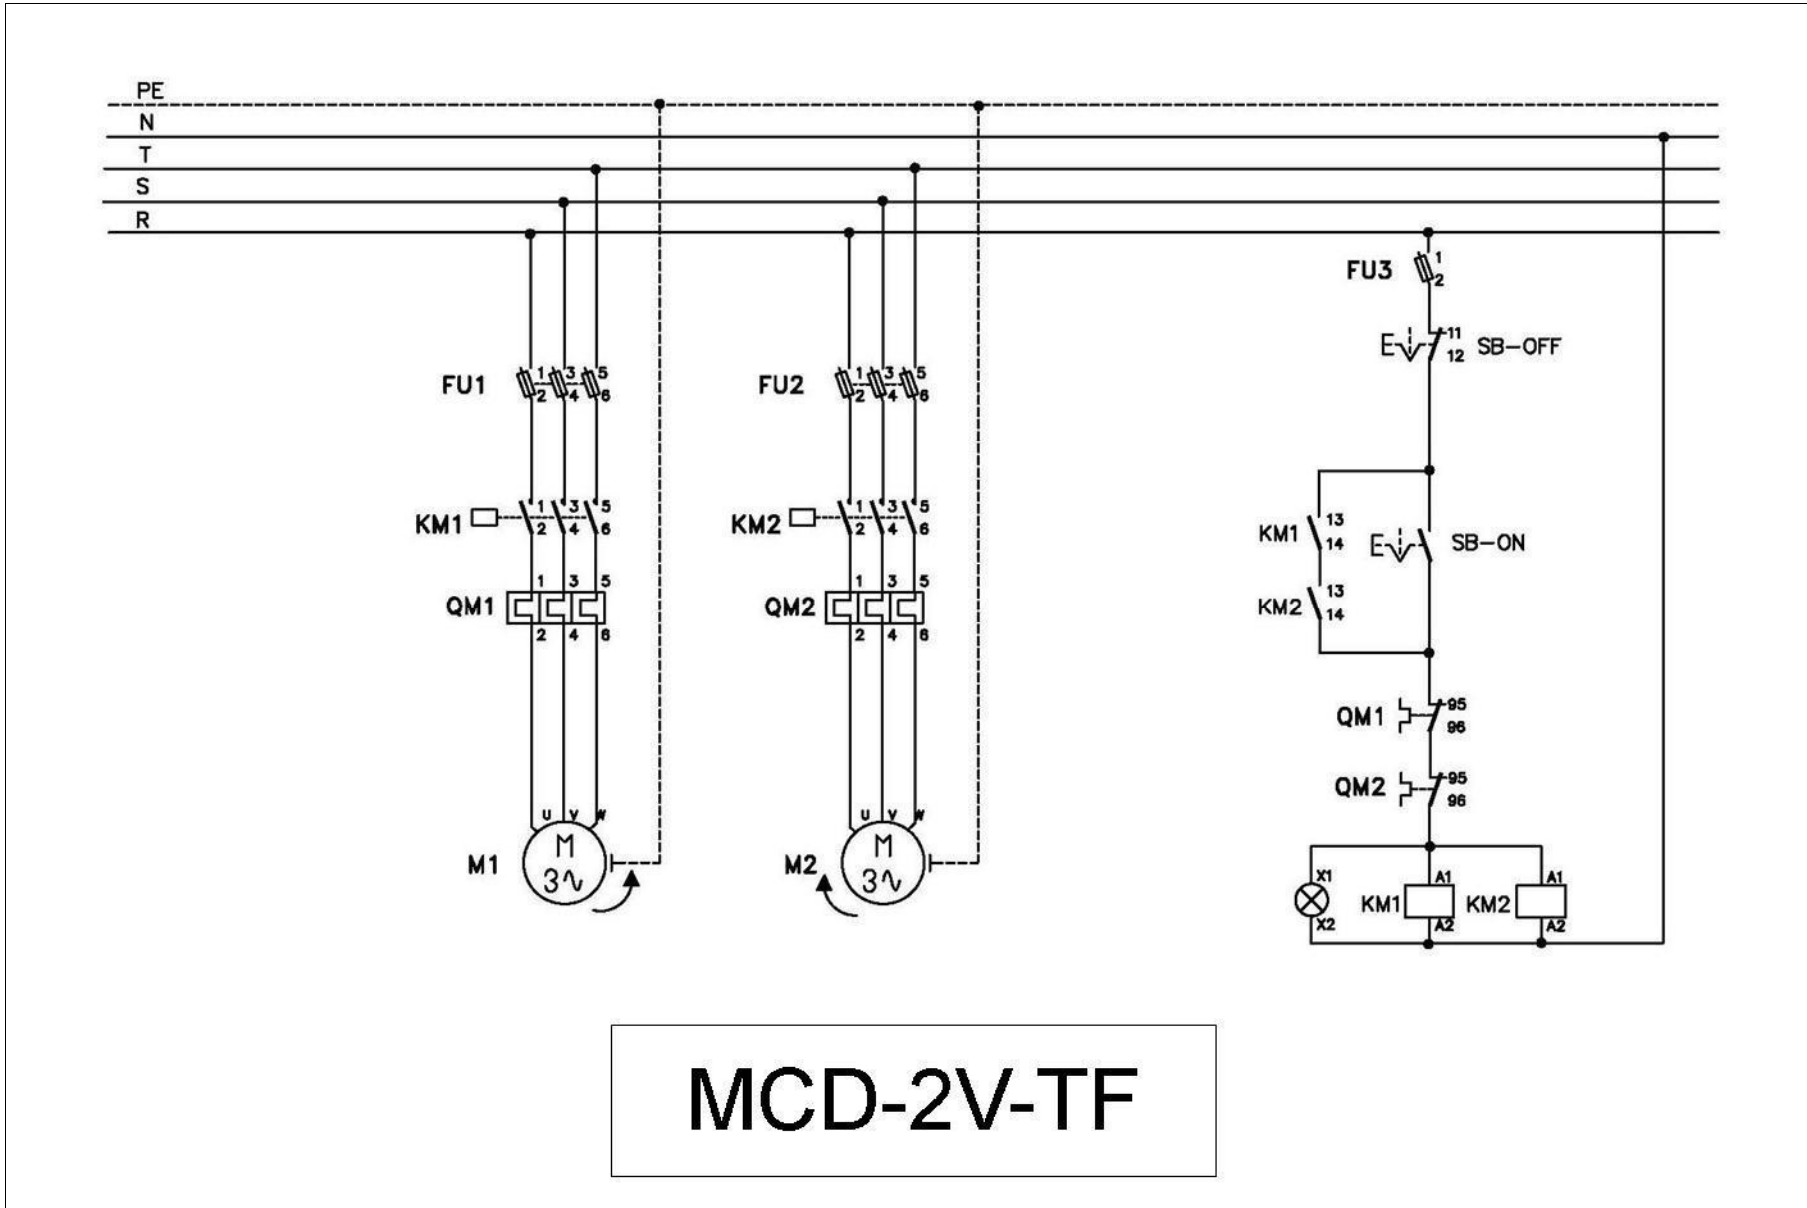 PE
N
T
S
R
FU1
1 3 5
2 4 6
KM1
1 3 5
2 4 6
QM1
1 3 5
2 4 6
U V W
M1
M
3∿
FU2
1 3 5
2 4 6
KM2
1 3 5
2 4 6
QM2
1 3 5
2 4 6
U V W
M2
M
3∿
FU3
1
2
E
11
12
SB-OFF
KM1
13
14
E
SB-ON
KM2
13
14
QM1
95
96
QM2
95
96
X1
X2
KM1
A1
A2
KM2
A1
A2
MCD-2V-TF